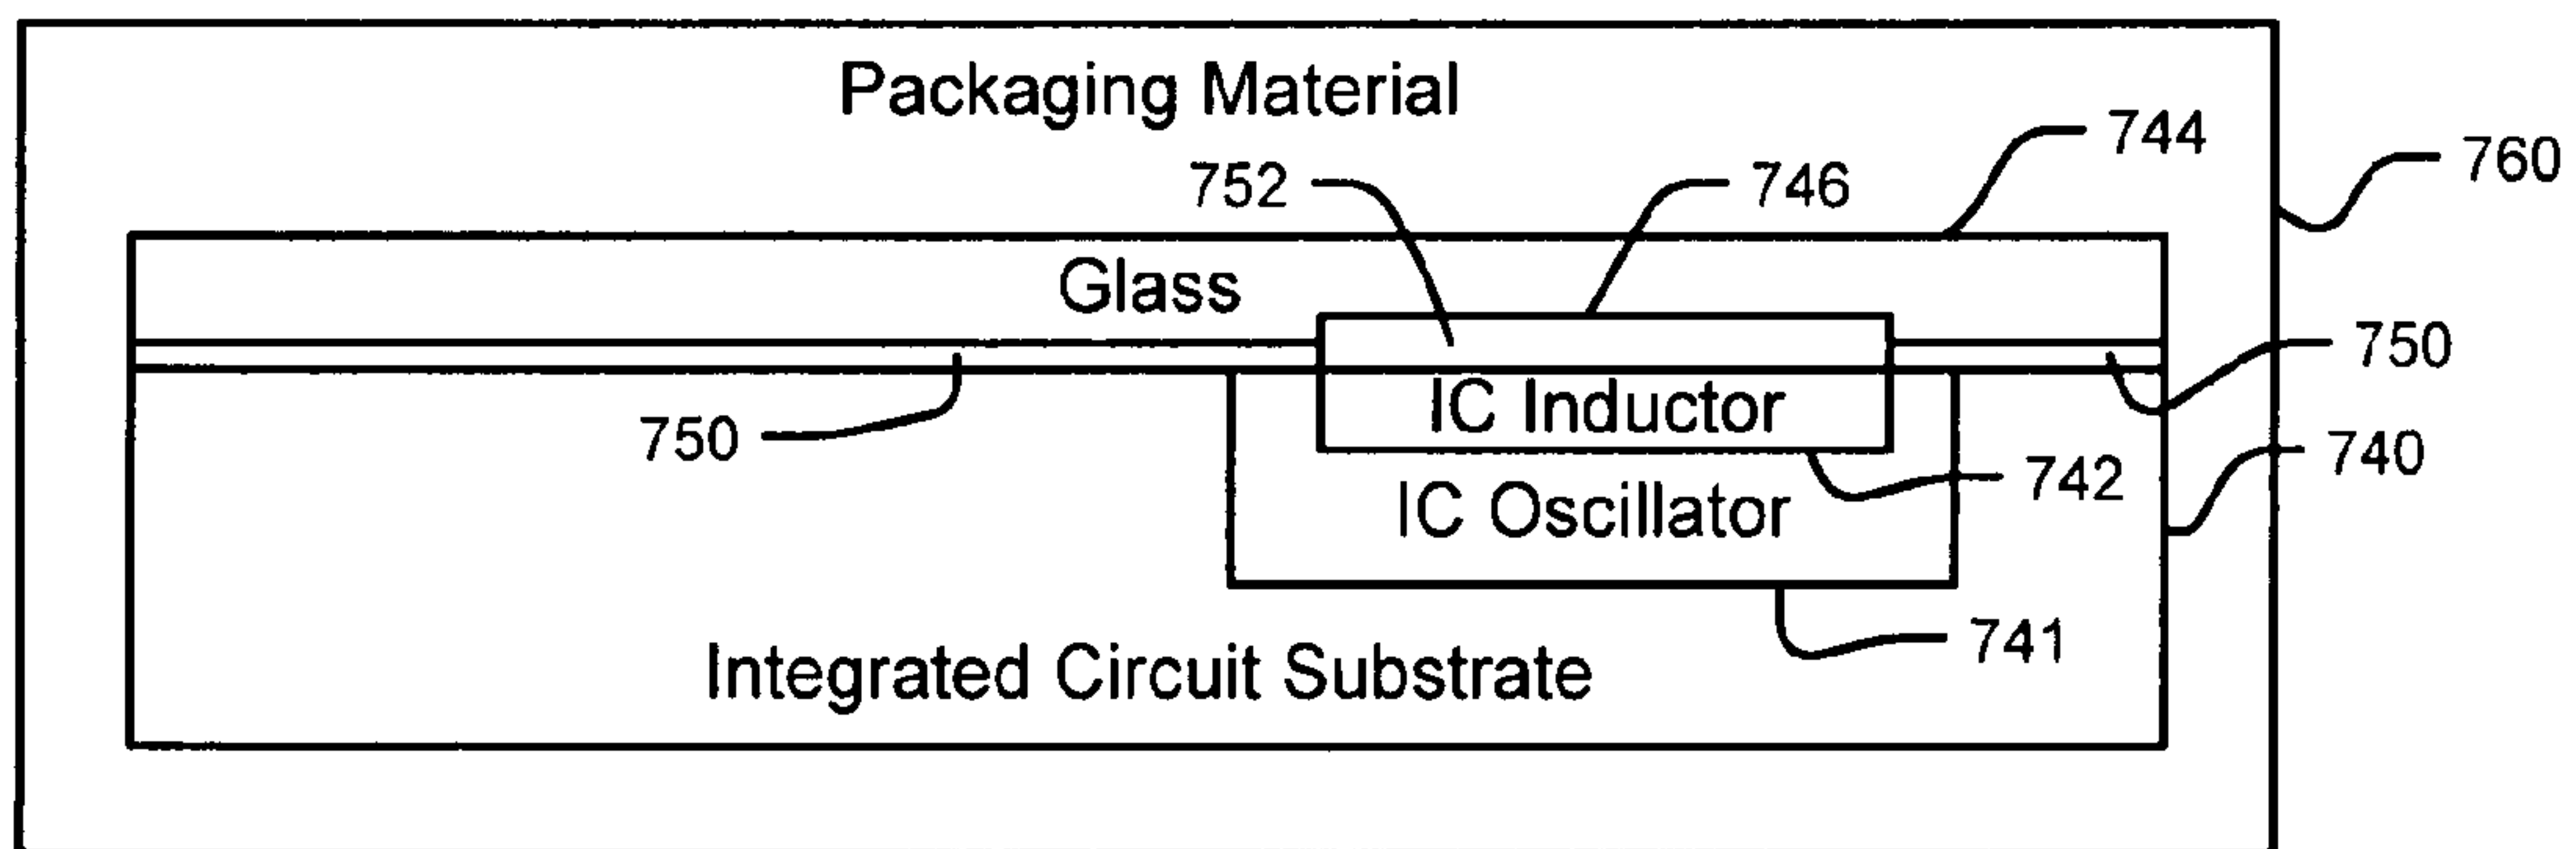 Packaging Material
744
760
752
746
Glass
750
IC Inductor
750
740
742
IC Oscillator
741
Integrated Circuit Substrate